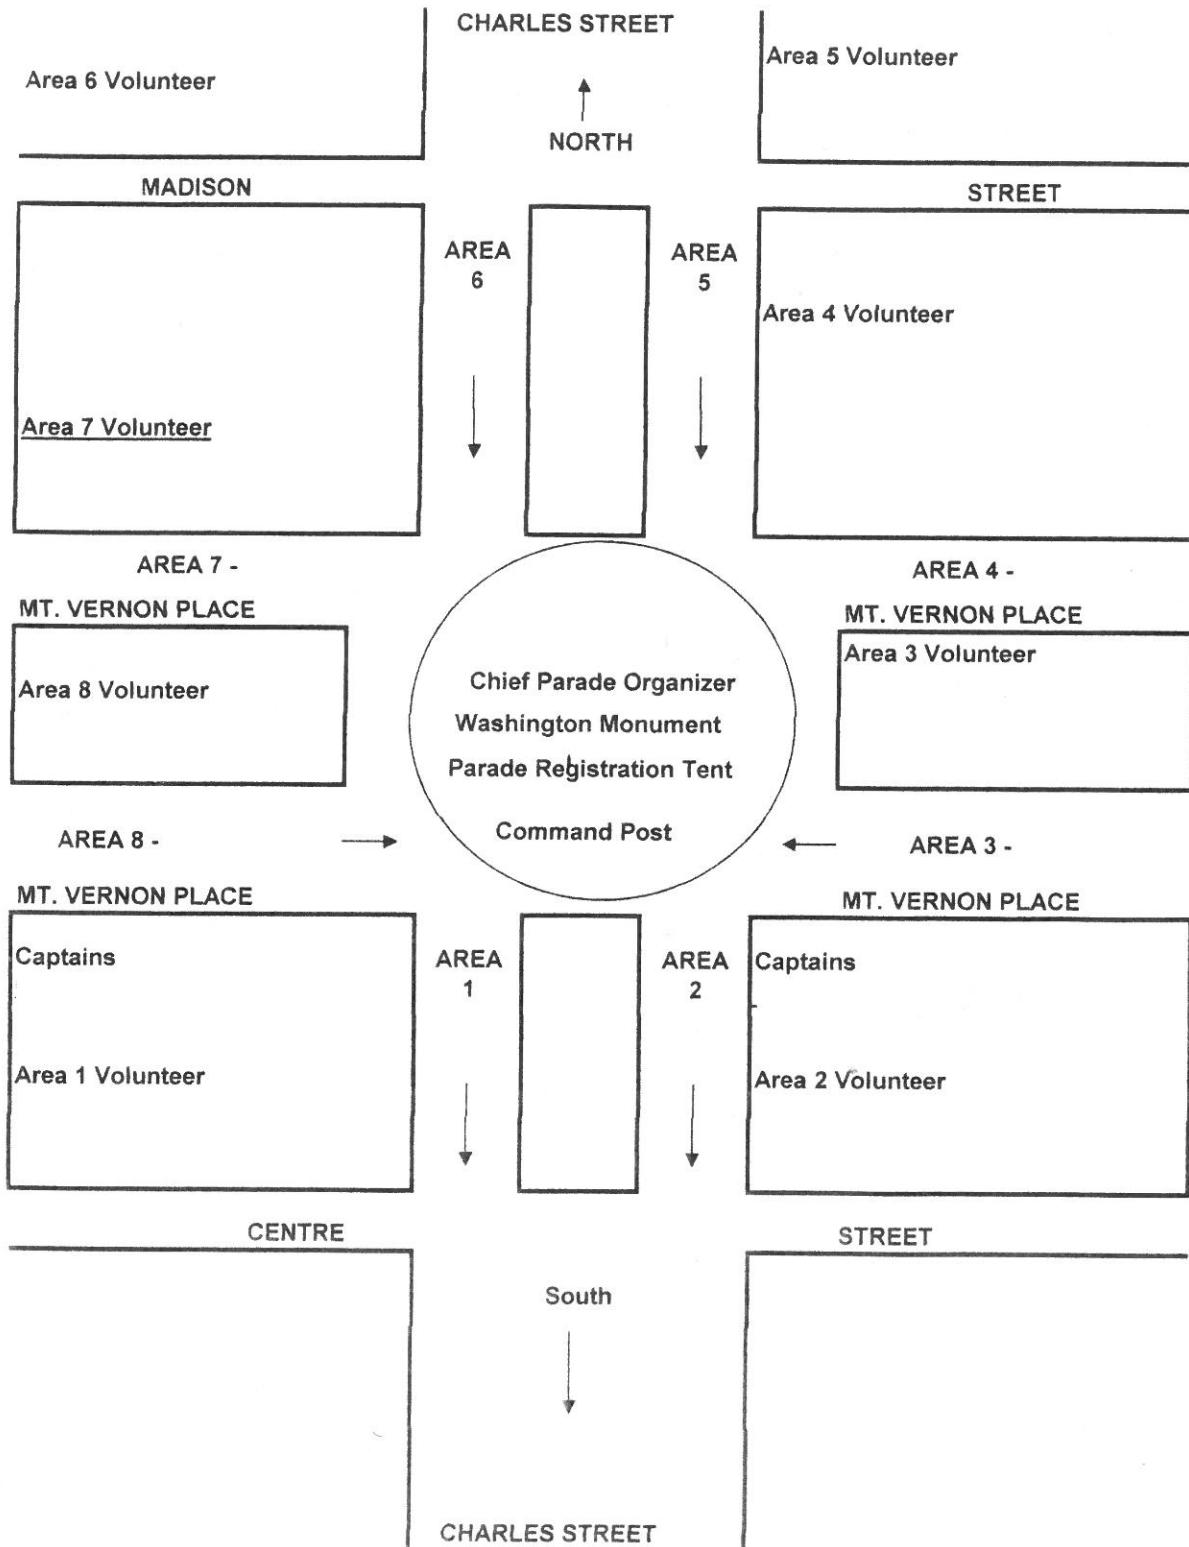 CHARLES STREET
Area 6 Volunteer
Area 5 Volunteer
NORTH
MADISON
STREET
AREA
6
AREA
5
Area 4 Volunteer
Area 7 Volunteer
AREA 7 -
AREA 4 -
MT. VERNON PLACE
MT. VERNON PLACE
Area 8 Volunteer
Area 3 Volunteer
Chief Parade Organizer
Washington Monument
Parade Registration Tent
Command Post
AREA 8 -
AREA 3 -
MT. VERNON PLACE
MT. VERNON PLACE
Captains
AREA
1
AREA
2
Captains
Area 1 Volunteer
Area 2 Volunteer
CENTRE
STREET
South
CHARLES STREET